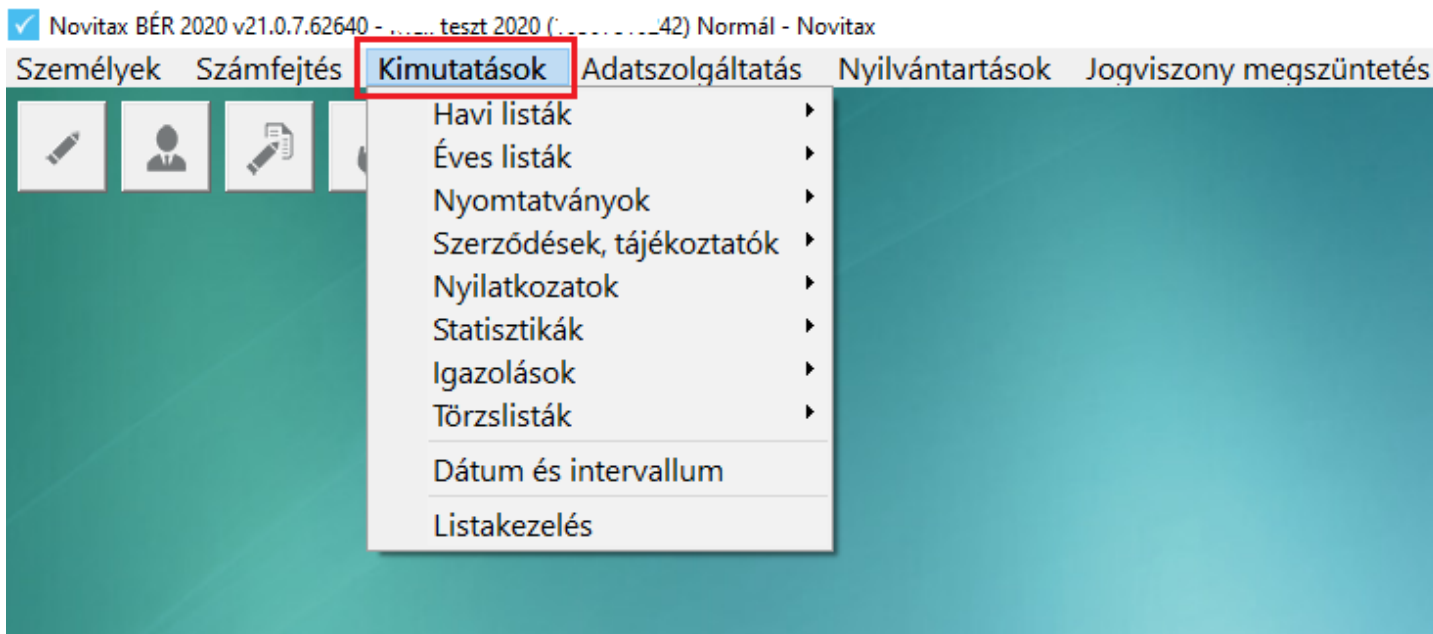 Novitax BÉR 2020 v21.0.7.62640 - teszt 2020 ( 42) Normál - Novitax
Személyek Számfejtés Kimutatások Adatszolgáltatás Nyilvántartások Jogviszony megszüntetés
Havi listák
Éves listák
Nyomtatványok
Szerződések, tájékoztatók
Nyilatkozatok
Statisztikák
Igazolások
Törzslisták
Dátum és intervallum
Listakezelés